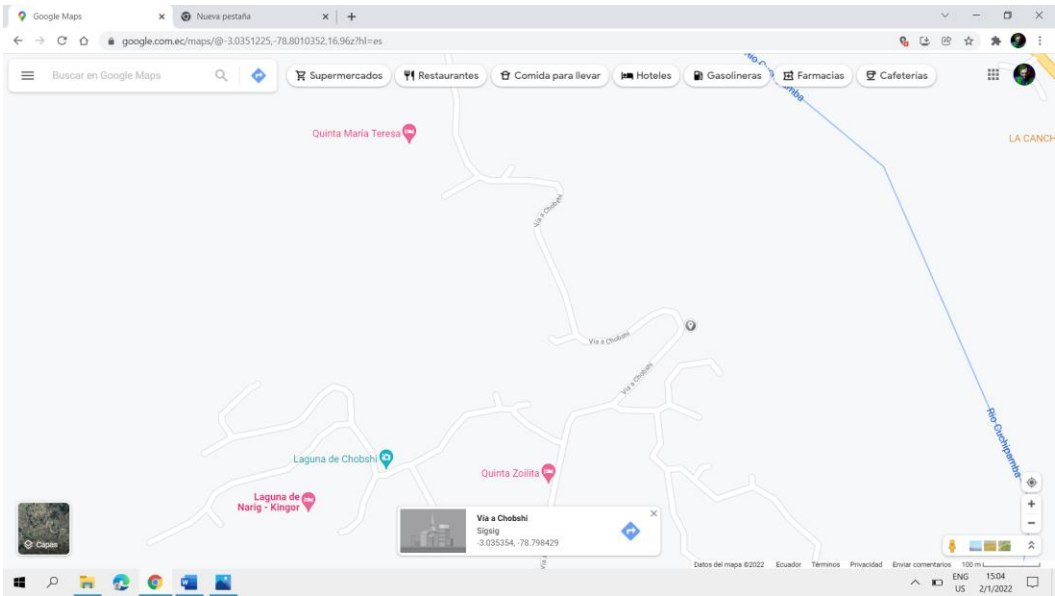 Google Maps
Nueva pestaña
google.com.ec/maps/@-3.0351225,-78.8010352,16.96z?hl=es
Buscar en Google Maps
Supermercados
Restaurantes
Comida para llevar
Hoteles
Gasolineras
Farmacias
Cafeterías
Quinta María Teresa
LA CANCH
Vía a Chobshi
Vía a Chobshi
Vía a Chobshi
Río Cuchipamba
Laguna de Chobshi
Quinta Zoilita
Laguna de
Narig - Kingor
Vía a Chobshi
Sígsig
-3.035354, -78.798429
Capas
Datos del mapa ©2022
Ecuador
Términos
Privacidad
Enviar comentarios
100 m
ENG
US
15:04
2/1/2022